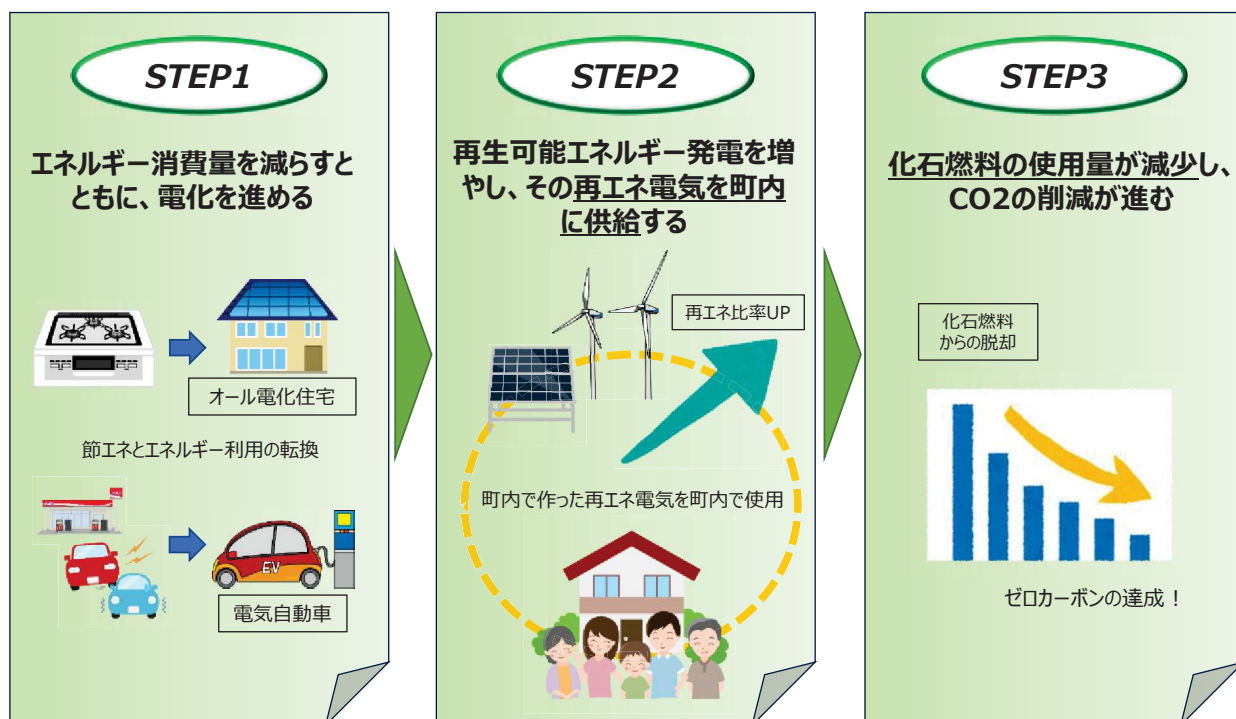 STEP1
エネルギー消費量を減らすと
ともに、電化を進める
オール電化住宅
節エネとエネルギー利用の転換
EV
電気自動車
STEP2
再生可能エネルギー発電を増
やし、その再エネ電気を町内
に供給する
再エネ比率UP
町内で作った再エネ電気を町内で使用
STEP3
化石燃料の使用量が減少し、
CO2の削減が進む
化石燃料
からの脱却
ゼロカーボンの達成！